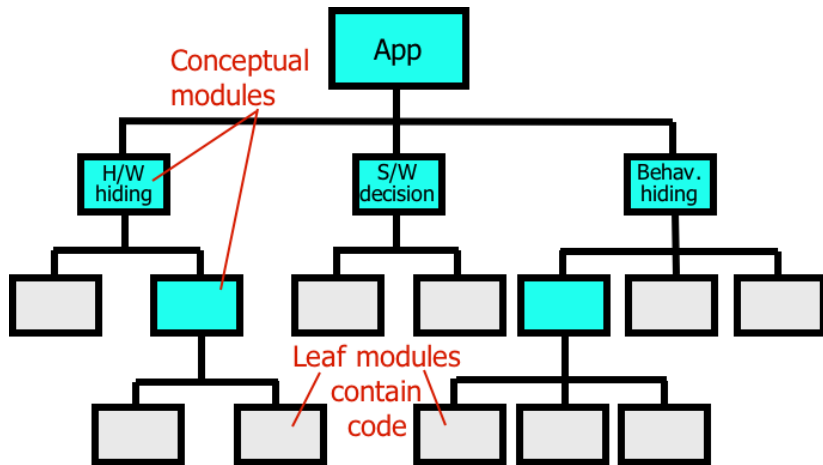 App
Conceptual
modules
H/W
hiding
S/W
decision
Behav.
hiding
Leaf modules
contain
code